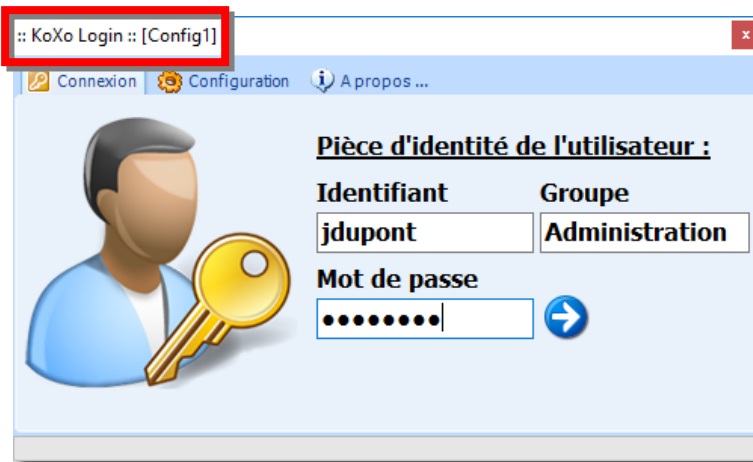 :: KoXo Login :: [Config1]
x
Connexion Configuration A propos ...
Pièce d'identité de l'utilisateur :
Identifiant Groupe
jdupont Administration
Mot de passe
●●●●●●●●